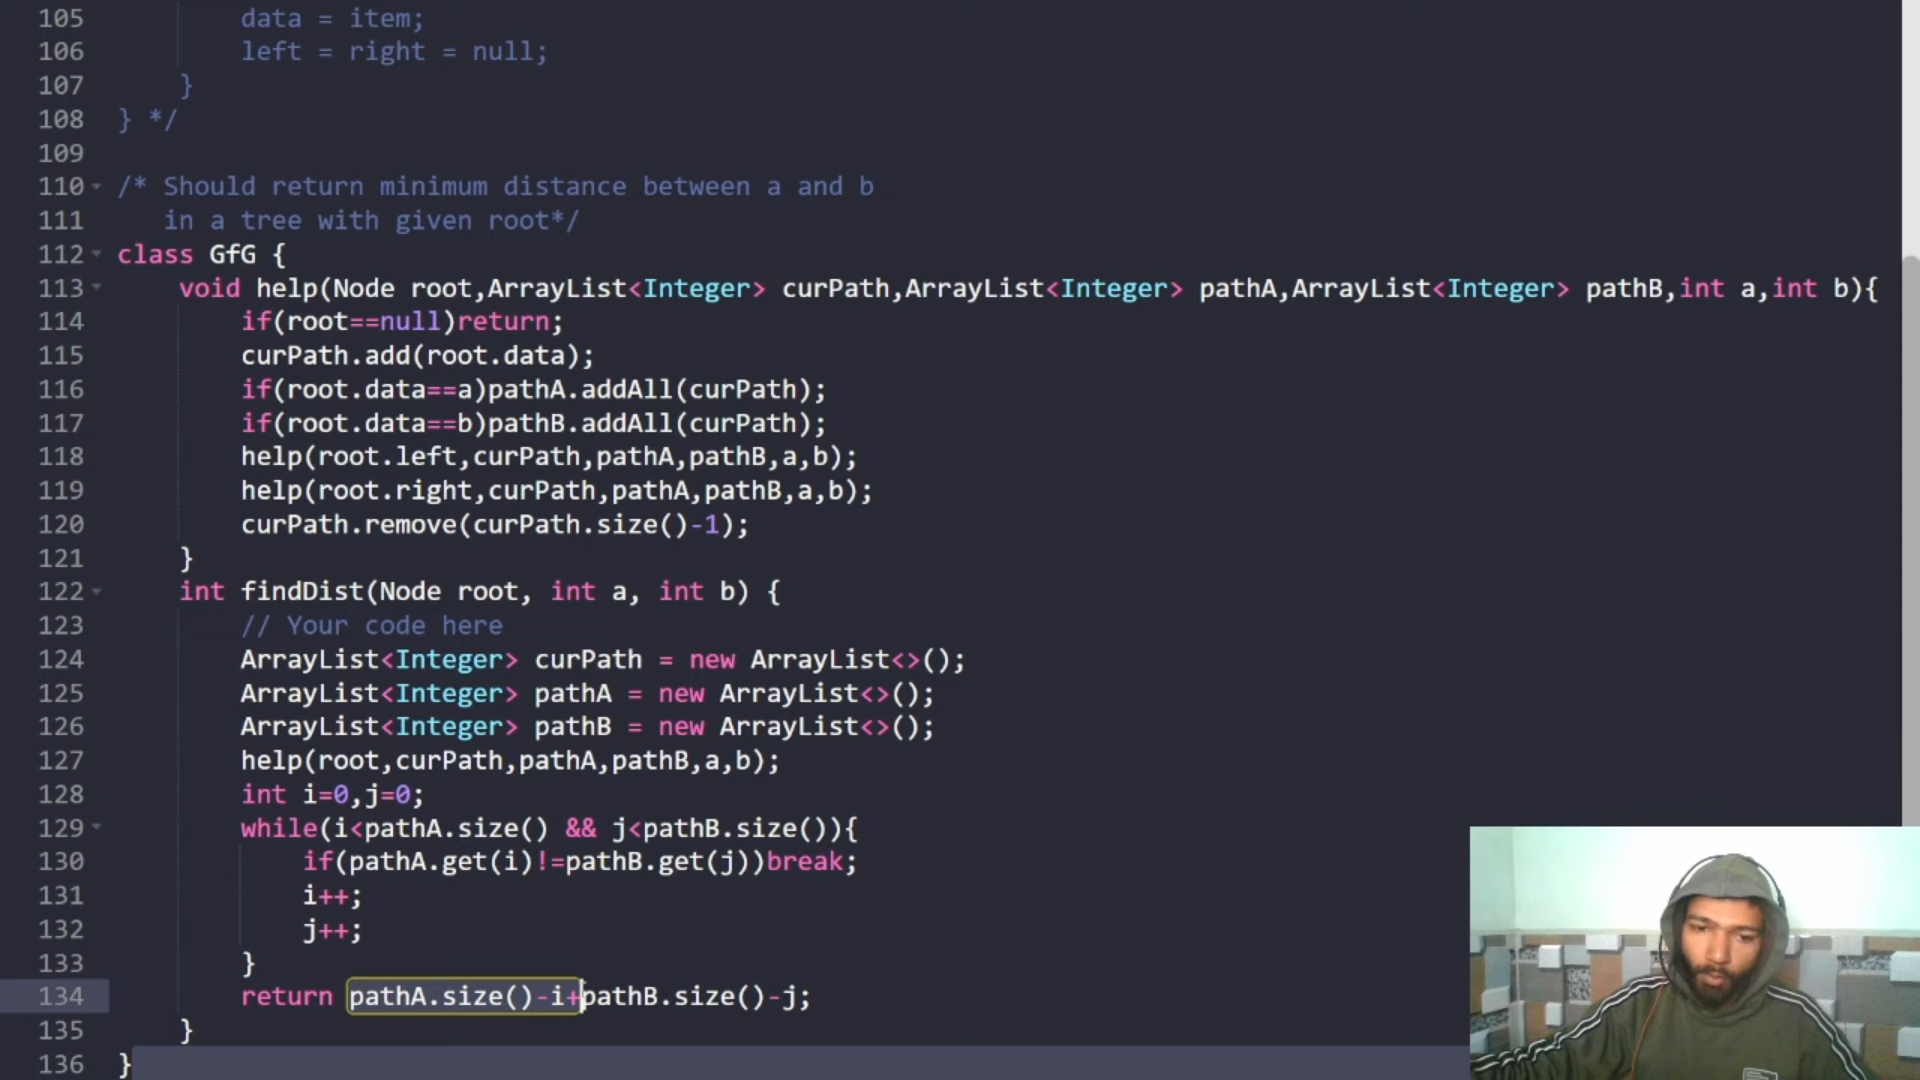 105 data = item;
106 left = right = null;
107 }
108 } */
109
110 /* Should return minimum distance between a and b
111 in a tree with given root*/
112 class GfG {
113 void help(Node root,ArrayList<Integer> curPath,ArrayList<Integer> pathA,ArrayList<Integer> pathB,int a,int b){
114 if(root==null)return;
115 curPath.add(root.data);
116 if(root.data==a)pathA.addAll(curPath);
117 if(root.data==b)pathB.addAll(curPath);
118 help(root.left,curPath,pathA,pathB,a,b);
119 help(root.right,curPath,pathA,pathB,a,b);
120 curPath.remove(curPath.size()-1);
121 }
122 int findDist(Node root, int a, int b) {
123 // Your code here
124 ArrayList<Integer> curPath = new ArrayList<>();
125 ArrayList<Integer> pathA = new ArrayList<>();
126 ArrayList<Integer> pathB = new ArrayList<>();
127 help(root,curPath,pathA,pathB,a,b);
128 int i=0,j=0;
129 while(i<pathA.size() && j<pathB.size()){
130 if(pathA.get(i)!=pathB.get(j))break;
131 i++;
132 j++;
133 }
134 return pathA.size()-i+pathB.size()-j;
135 }
136 }